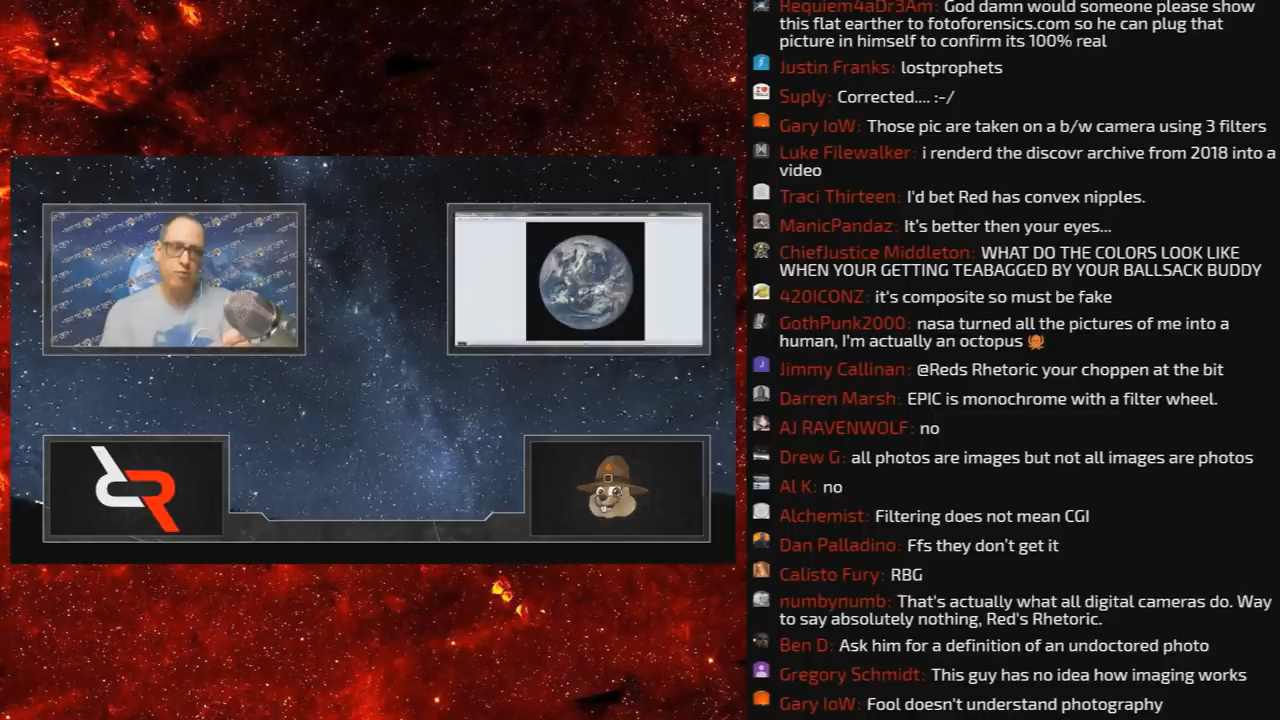 Requiem4aDr3Am: God damn would someone please show
this flat earther to fotoforensics.com so he can plug that
picture in himself to confirm its 100% real
Justin Franks: lostprophets
Suply: Corrected.... :-/
Gary IoW: Those pic are taken on a b/w camera using 3 filters
Luke Filewalker: i renderd the discovr archive from 2018 into a
video
Traci Thirteen: I'd bet Red has convex nipples.
ManicPandaz: It's better then your eyes...
ChiefJustice Middleton: WHAT DO THE COLORS LOOK LIKE
WHEN YOUR GETTING TEABAGGED BY YOUR BALLSACK BUDDY
420ICONZ: it's composite so must be fake
GothPunk2000: nasa turned all the pictures of me into a
human, I'm actually an octopus 🐙
Jimmy Callinan: @Reds Rhetoric your choppen at the bit
Darren Marsh: EPIC is monochrome with a filter wheel.
AJ RAVENWOLF: no
Drew G: all photos are images but not all images are photos
Al K: no
Alchemist: Filtering does not mean CGI
Dan Palladino: Ffs they don't get it
Calisto Fury: RBG
numbynumb: That's actually what all digital cameras do. Way
to say absolutely nothing, Red's Rhetoric.
Ben D: Ask him for a definition of an undoctored photo
Gregory Schmidt: This guy has no idea how imaging works
Gary IoW: Fool doesn't understand photography